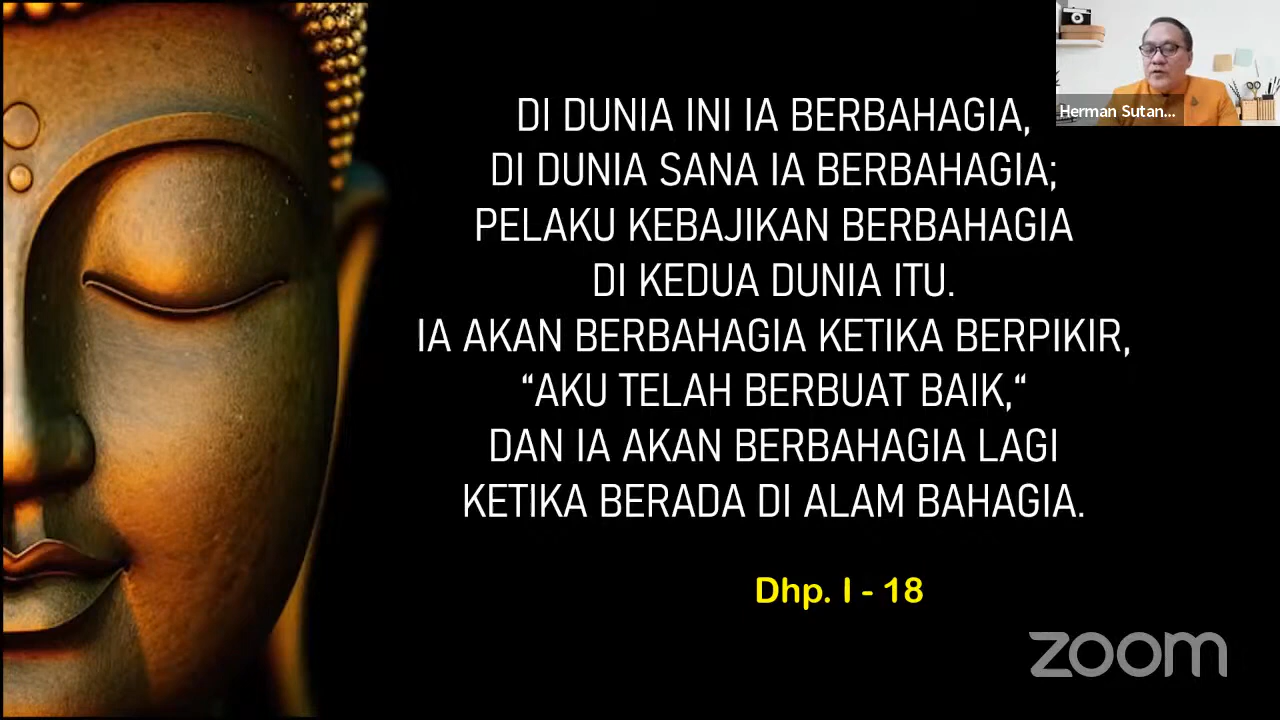 DI DUNIA INI IA BERBAHAGIA,
DI DUNIA SANA IA BERBAHAGIA;
PELAKU KEBAJIKAN BERBAHAGIA
DI KEDUA DUNIA ITU.
IA AKAN BERBAHAGIA KETIKA BERPIKIR,
“AKU TELAH BERBUAT BAIK,“
DAN IA AKAN BERBAHAGIA LAGI
KETIKA BERADA DI ALAM BAHAGIA.
Dhp. I - 18
Herman Sutan...
zoom